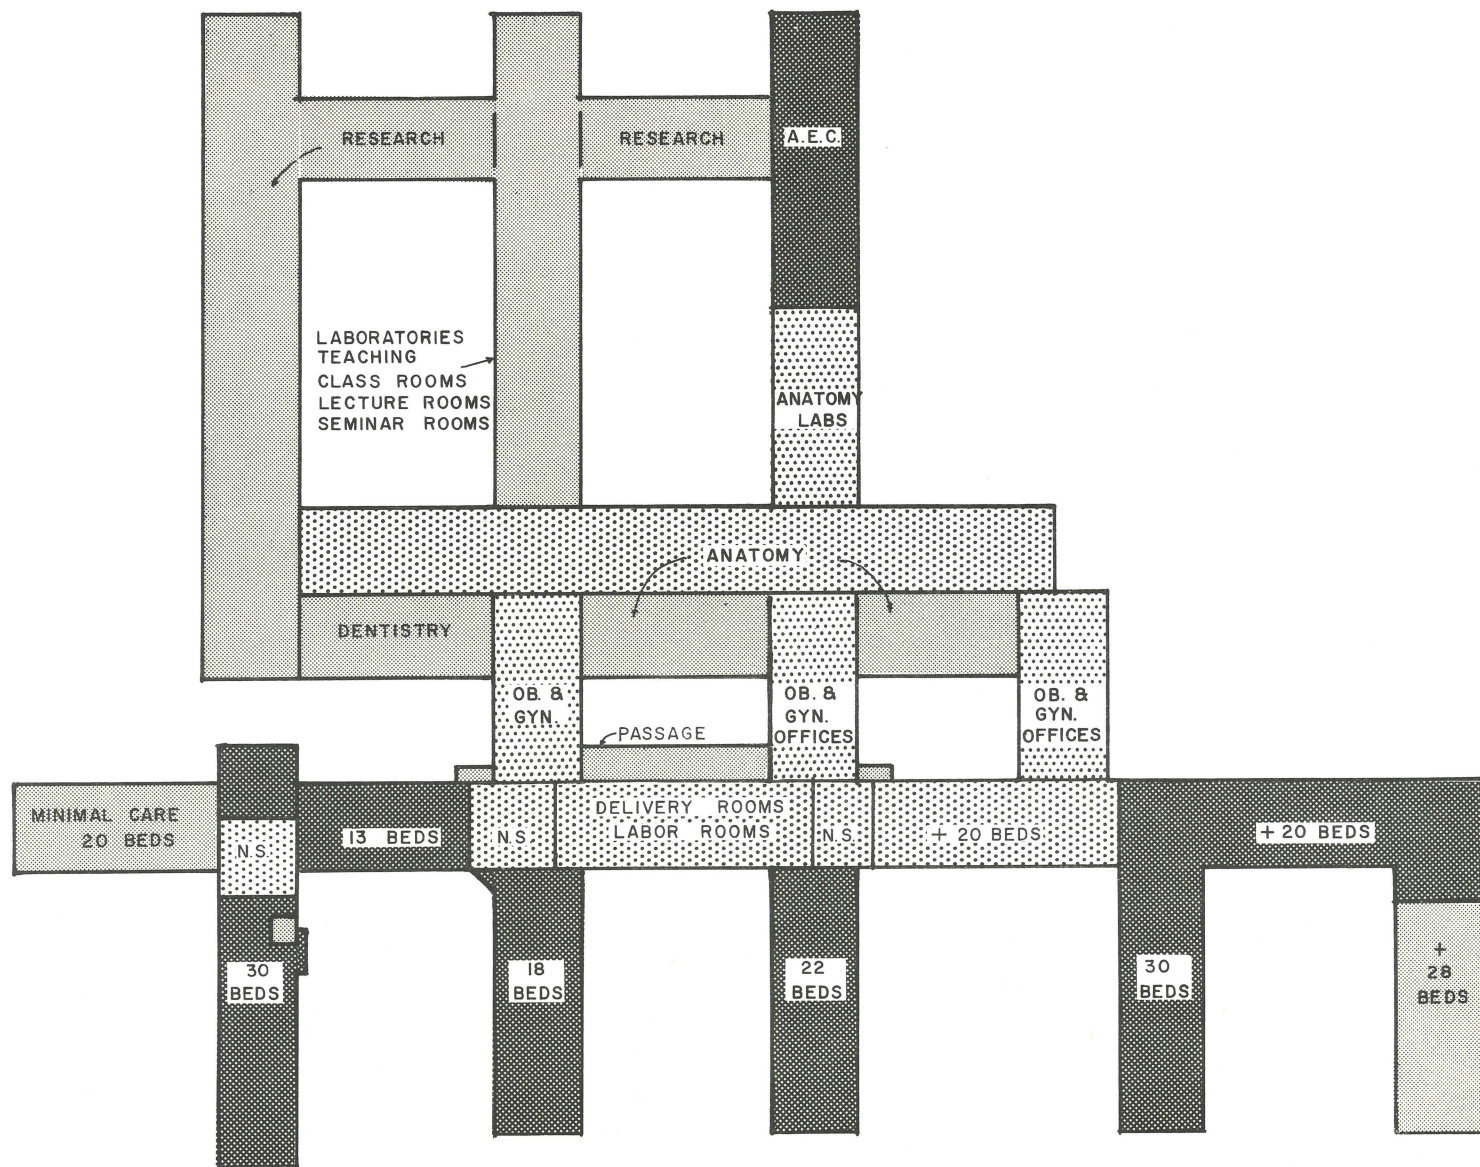 RESEARCH
RESEARCH
A.E.C.
LABORATORIES
TEACHING
CLASS ROOMS
LECTURE ROOMS
SEMINAR ROOMS
ANATOMY
LABS
ANATOMY
DENTISTRY
OB. &
GYN.
OB. &
GYN.
OFFICES
OB. &
GYN.
OFFICES
PASSAGE
MINIMAL CARE
20 BEDS
N.S.
13 BEDS
N.S.
DELIVERY ROOMS
LABOR ROOMS
N.S.
+ 20 BEDS
+ 20 BEDS
30
BEDS
18
BEDS
22
BEDS
30
BEDS
+
28
BEDS